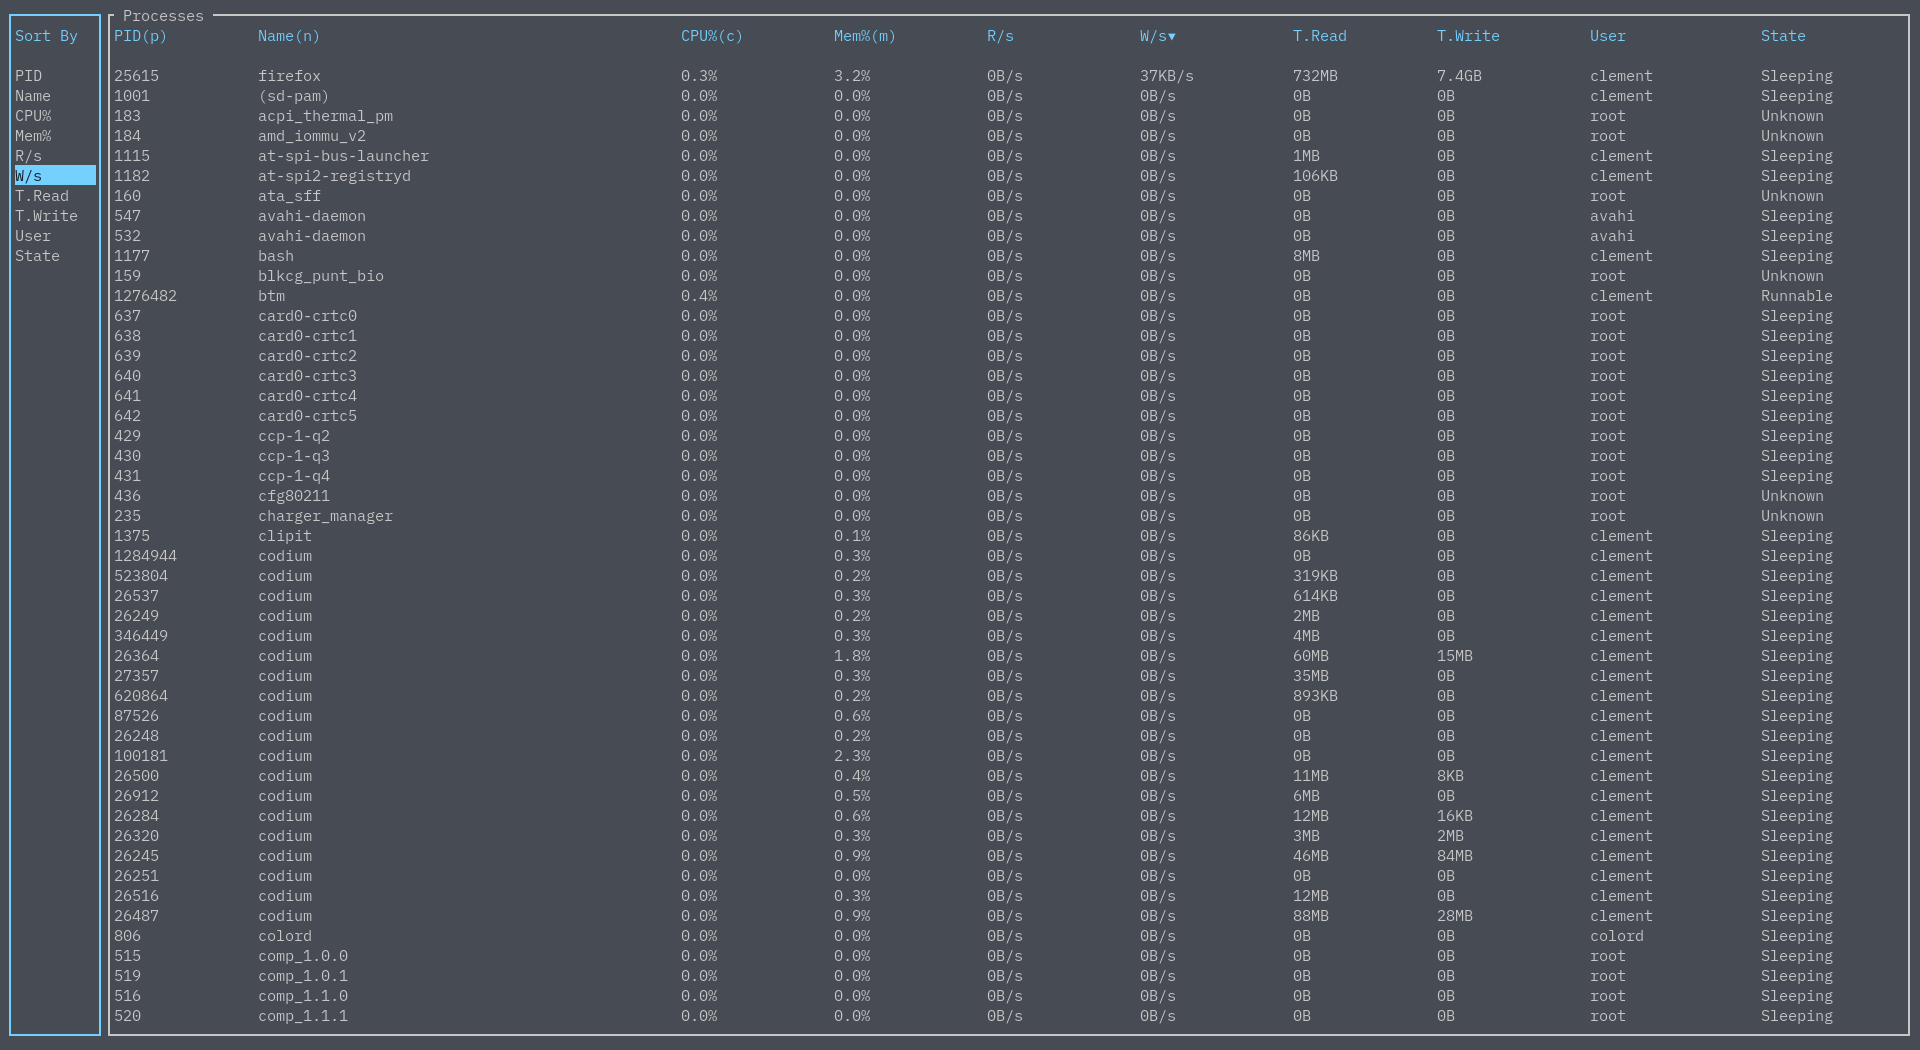 Processes
Sort By PID(p) Name(n) CPU%(c) Mem%(m) R/s W/s▾ T.Read T.Write User State
PID 25615 firefox 0.3% 3.2% 0B/s 37KB/s 732MB 7.4GB clement Sleeping
Name 1001 (sd-pam) 0.0% 0.0% 0B/s 0B/s 0B 0B clement Sleeping
CPU% 183 acpi_thermal_pm 0.0% 0.0% 0B/s 0B/s 0B 0B root Unknown
Mem% 184 amd_iommu_v2 0.0% 0.0% 0B/s 0B/s 0B 0B root Unknown
R/s 1115 at-spi-bus-launcher 0.0% 0.0% 0B/s 0B/s 1MB 0B clement Sleeping
W/s 1182 at-spi2-registryd 0.0% 0.0% 0B/s 0B/s 106KB 0B clement Sleeping
T.Read 160 ata_sff 0.0% 0.0% 0B/s 0B/s 0B 0B root Unknown
T.Write 547 avahi-daemon 0.0% 0.0% 0B/s 0B/s 0B 0B avahi Sleeping
User 532 avahi-daemon 0.0% 0.0% 0B/s 0B/s 0B 0B avahi Sleeping
State 1177 bash 0.0% 0.0% 0B/s 0B/s 8MB 0B clement Sleeping
159 blkcg_punt_bio 0.0% 0.0% 0B/s 0B/s 0B 0B root Unknown
1276482 btm 0.4% 0.0% 0B/s 0B/s 0B 0B clement Runnable
637 card0-crtc0 0.0% 0.0% 0B/s 0B/s 0B 0B root Sleeping
638 card0-crtc1 0.0% 0.0% 0B/s 0B/s 0B 0B root Sleeping
639 card0-crtc2 0.0% 0.0% 0B/s 0B/s 0B 0B root Sleeping
640 card0-crtc3 0.0% 0.0% 0B/s 0B/s 0B 0B root Sleeping
641 card0-crtc4 0.0% 0.0% 0B/s 0B/s 0B 0B root Sleeping
642 card0-crtc5 0.0% 0.0% 0B/s 0B/s 0B 0B root Sleeping
429 ccp-1-q2 0.0% 0.0% 0B/s 0B/s 0B 0B root Sleeping
430 ccp-1-q3 0.0% 0.0% 0B/s 0B/s 0B 0B root Sleeping
431 ccp-1-q4 0.0% 0.0% 0B/s 0B/s 0B 0B root Sleeping
436 cfg80211 0.0% 0.0% 0B/s 0B/s 0B 0B root Unknown
235 charger_manager 0.0% 0.0% 0B/s 0B/s 0B 0B root Unknown
1375 clipit 0.0% 0.1% 0B/s 0B/s 86KB 0B clement Sleeping
1284944 codium 0.0% 0.3% 0B/s 0B/s 0B 0B clement Sleeping
523804 codium 0.0% 0.2% 0B/s 0B/s 319KB 0B clement Sleeping
26537 codium 0.0% 0.3% 0B/s 0B/s 614KB 0B clement Sleeping
26249 codium 0.0% 0.2% 0B/s 0B/s 2MB 0B clement Sleeping
346449 codium 0.0% 0.3% 0B/s 0B/s 4MB 0B clement Sleeping
26364 codium 0.0% 1.8% 0B/s 0B/s 60MB 15MB clement Sleeping
27357 codium 0.0% 0.3% 0B/s 0B/s 35MB 0B clement Sleeping
620864 codium 0.0% 0.2% 0B/s 0B/s 893KB 0B clement Sleeping
87526 codium 0.0% 0.6% 0B/s 0B/s 0B 0B clement Sleeping
26248 codium 0.0% 0.2% 0B/s 0B/s 0B 0B clement Sleeping
100181 codium 0.0% 2.3% 0B/s 0B/s 0B 0B clement Sleeping
26500 codium 0.0% 0.4% 0B/s 0B/s 11MB 8KB clement Sleeping
26912 codium 0.0% 0.5% 0B/s 0B/s 6MB 0B clement Sleeping
26284 codium 0.0% 0.6% 0B/s 0B/s 12MB 16KB clement Sleeping
26320 codium 0.0% 0.3% 0B/s 0B/s 3MB 2MB clement Sleeping
26245 codium 0.0% 0.9% 0B/s 0B/s 46MB 84MB clement Sleeping
26251 codium 0.0% 0.0% 0B/s 0B/s 0B 0B clement Sleeping
26516 codium 0.0% 0.3% 0B/s 0B/s 12MB 0B clement Sleeping
26487 codium 0.0% 0.9% 0B/s 0B/s 88MB 28MB clement Sleeping
806 colord 0.0% 0.0% 0B/s 0B/s 0B 0B colord Sleeping
515 comp_1.0.0 0.0% 0.0% 0B/s 0B/s 0B 0B root Sleeping
519 comp_1.0.1 0.0% 0.0% 0B/s 0B/s 0B 0B root Sleeping
516 comp_1.1.0 0.0% 0.0% 0B/s 0B/s 0B 0B root Sleeping
520 comp_1.1.1 0.0% 0.0% 0B/s 0B/s 0B 0B root Sleeping